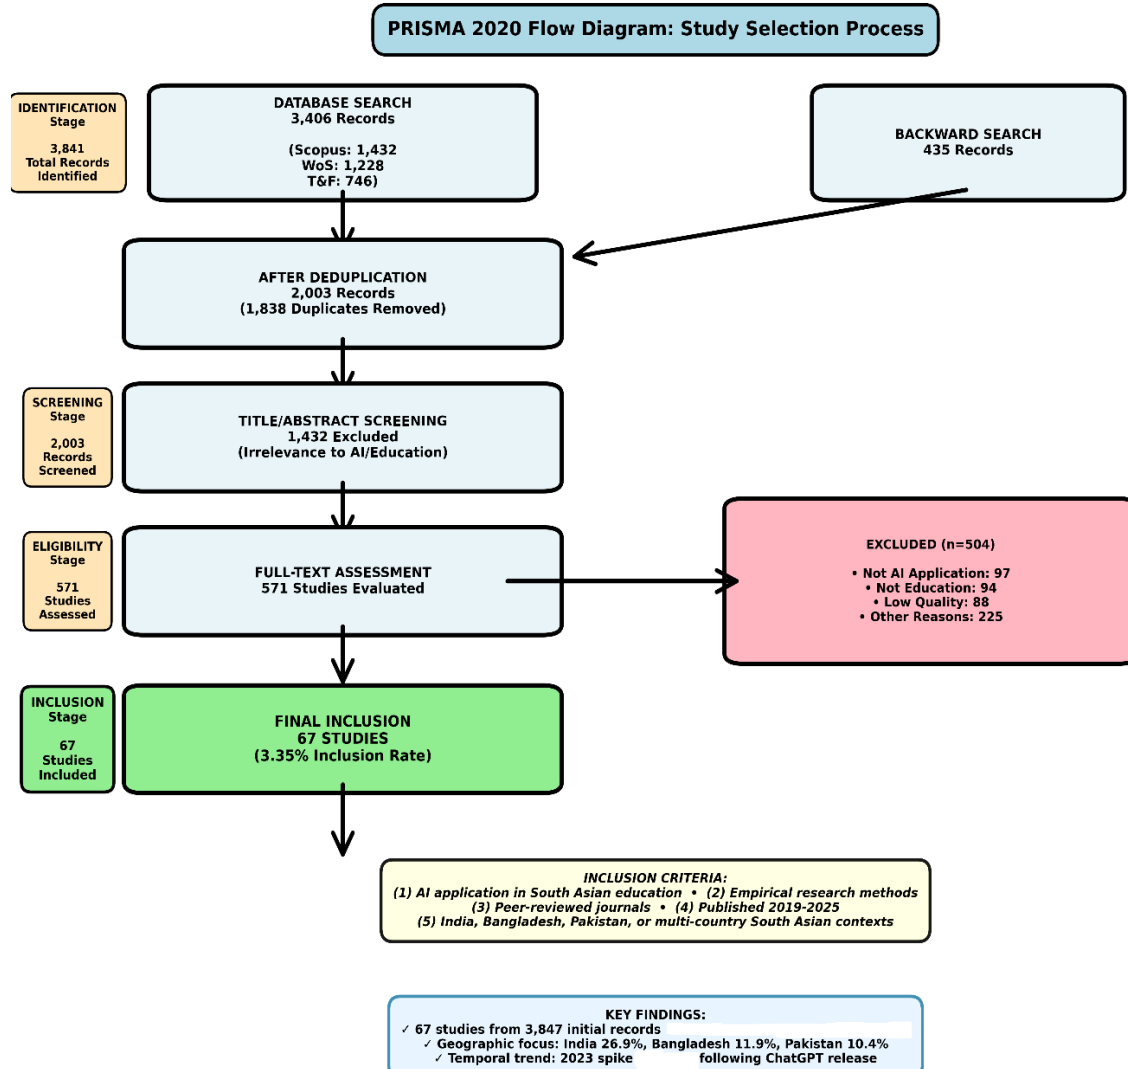 PRISMA 2020 Flow Diagram: Study Selection Process
IDENTIFICATION
Stage
3,841
Total Records
Identified
DATABASE SEARCH
3,406 Records
(Scopus: 1,432
WoS: 1,228
T&F: 746)
BACKWARD SEARCH
435 Records
AFTER DEDUPLICATION
2,003 Records
(1,838 Duplicates Removed)
SCREENING
Stage
2,003
Records
Screened
TITLE/ABSTRACT SCREENING
1,432 Excluded
(Irrelevance to AI/Education)
ELIGIBILITY
Stage
571
Studies
Assessed
FULL-TEXT ASSESSMENT
571 Studies Evaluated
EXCLUDED (n=504)
• Not AI Application: 97
• Not Education: 94
• Low Quality: 88
• Other Reasons: 225
INCLUSION
Stage
67
Studies
Included
FINAL INCLUSION
67 STUDIES
(3.35% Inclusion Rate)
INCLUSION CRITERIA:
(1) AI application in South Asian education • (2) Empirical research methods
(3) Peer-reviewed journals • (4) Published 2019-2025
(5) India, Bangladesh, Pakistan, or multi-country South Asian contexts
KEY FINDINGS:
✓ 67 studies from 3,847 initial records
✓ Geographic focus: India 26.9%, Bangladesh 11.9%, Pakistan 10.4%
✓ Temporal trend: 2023 spike following ChatGPT release